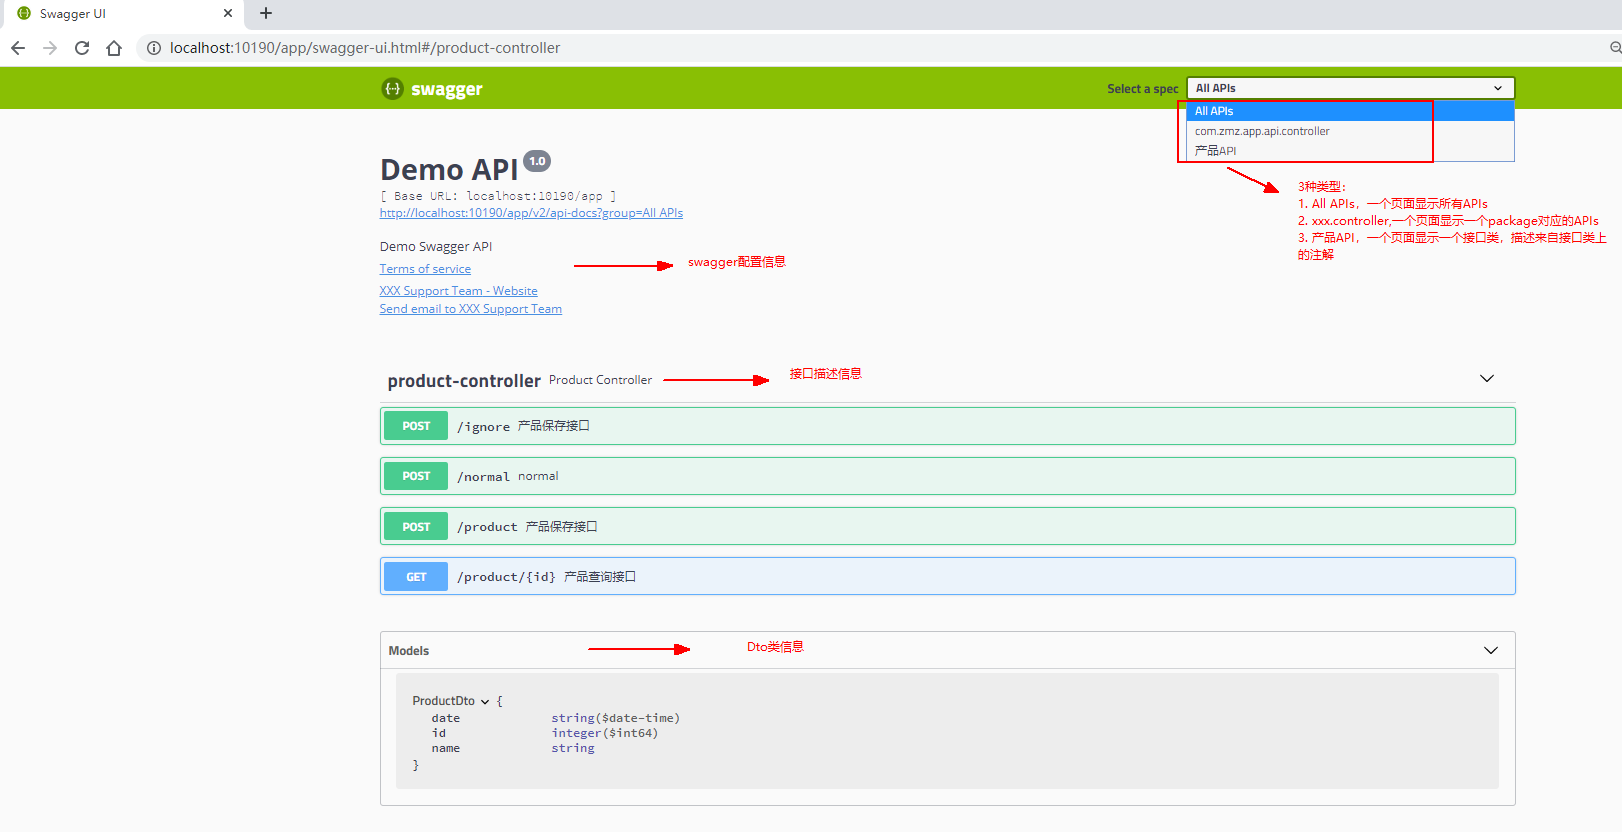 Swagger UI
localhost:10190/app/swagger-ui.html#/product-controller
swagger
Select a spec
All APIs
All APIs
com.zmz.app.api.controller
产品API
3种类型：
1. All APIs，一个页面显示所有APIs
2. xxx.controller,一个页面显示一个package对应的APIs
3. 产品API，一个页面显示一个接口类，描述来自接口类上
的注解
Demo API 1.0
[ Base URL: localhost:10190/app ]
http://localhost:10190/app/v2/api-docs?group=All APIs
Demo Swagger API
Terms of service
swagger配置信息
XXX Support Team - Website
Send email to XXX Support Team
product-controller Product Controller
接口描述信息
POST /ignore 产品保存接口
POST /normal normal
POST /product 产品保存接口
GET /product/{id} 产品查询接口
Models
Dto类信息
ProductDto {
date string($date-time)
id integer($int64)
name string
}